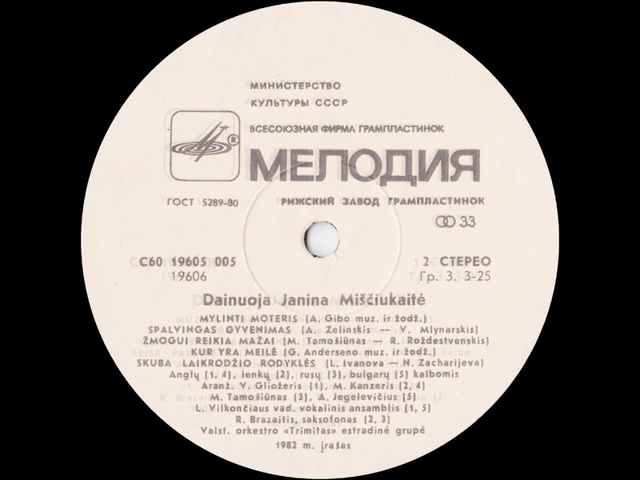 МИНИСТЕРСТВО
КУЛЬТУРЫ СССР
ВСЕСОЮЗНАЯ ФИРМА ГРАМПЛАСТИНОК
®
МЕЛОДИЯ
ГОСТ 5289-80 РИЖСКИЙ ЗАВОД ГРАМПЛАСТИНОК
33
С60 19605 005 2 СТЕРЕО
19606 Гр. 3. 3-25
Dainuoja Janina Miščiukaitė
MYLINTI MOTERIS (A. Gibo muz. ir žodž.)
SPALVINGAS GYVENIMAS (A. Zelinskis — V. Mlynarskis)
ŽMOGUI REIKIA MAŽAI (M. Tamošiūnas — R. Roždestvenskis)
KUR YRA MEILĖ (G. Anderseno muz. ir žodž.)
SKUBA LAIKRODŽIO RODYKLĖS (L. Ivanova — N. Zacharijeva)
Anglų [1, 4], lenkų [2], rusų [3], bulgarų [5] kalbomis
Aranž. V. Gliožeris [1], M. Kanzeris [2, 4]
M. Tamošiūnas [3], A. Jegelevičius [5]
L. Vilkončiaus vad. vokalinis ansamblis [1, 5]
R. Brazaitis, saksofonas [2, 3]
Valst. orkestro «Trimitas» estradinė grupė
1982 m. įrašas